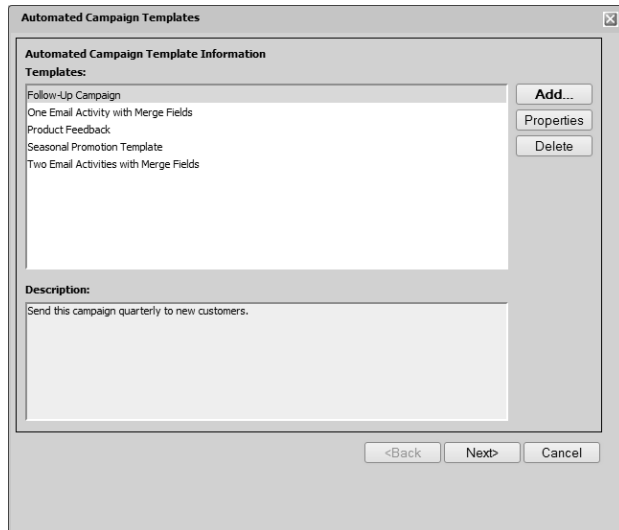 Automated Campaign Templates
Automated Campaign Template Information
Templates:
Follow-Up Campaign
One Email Activity with Merge Fields
Product Feedback
Seasonal Promotion Template
Two Email Activities with Merge Fields
Add...
Properties
Delete
Description:
Send this campaign quarterly to new customers.
<Back Next> Cancel